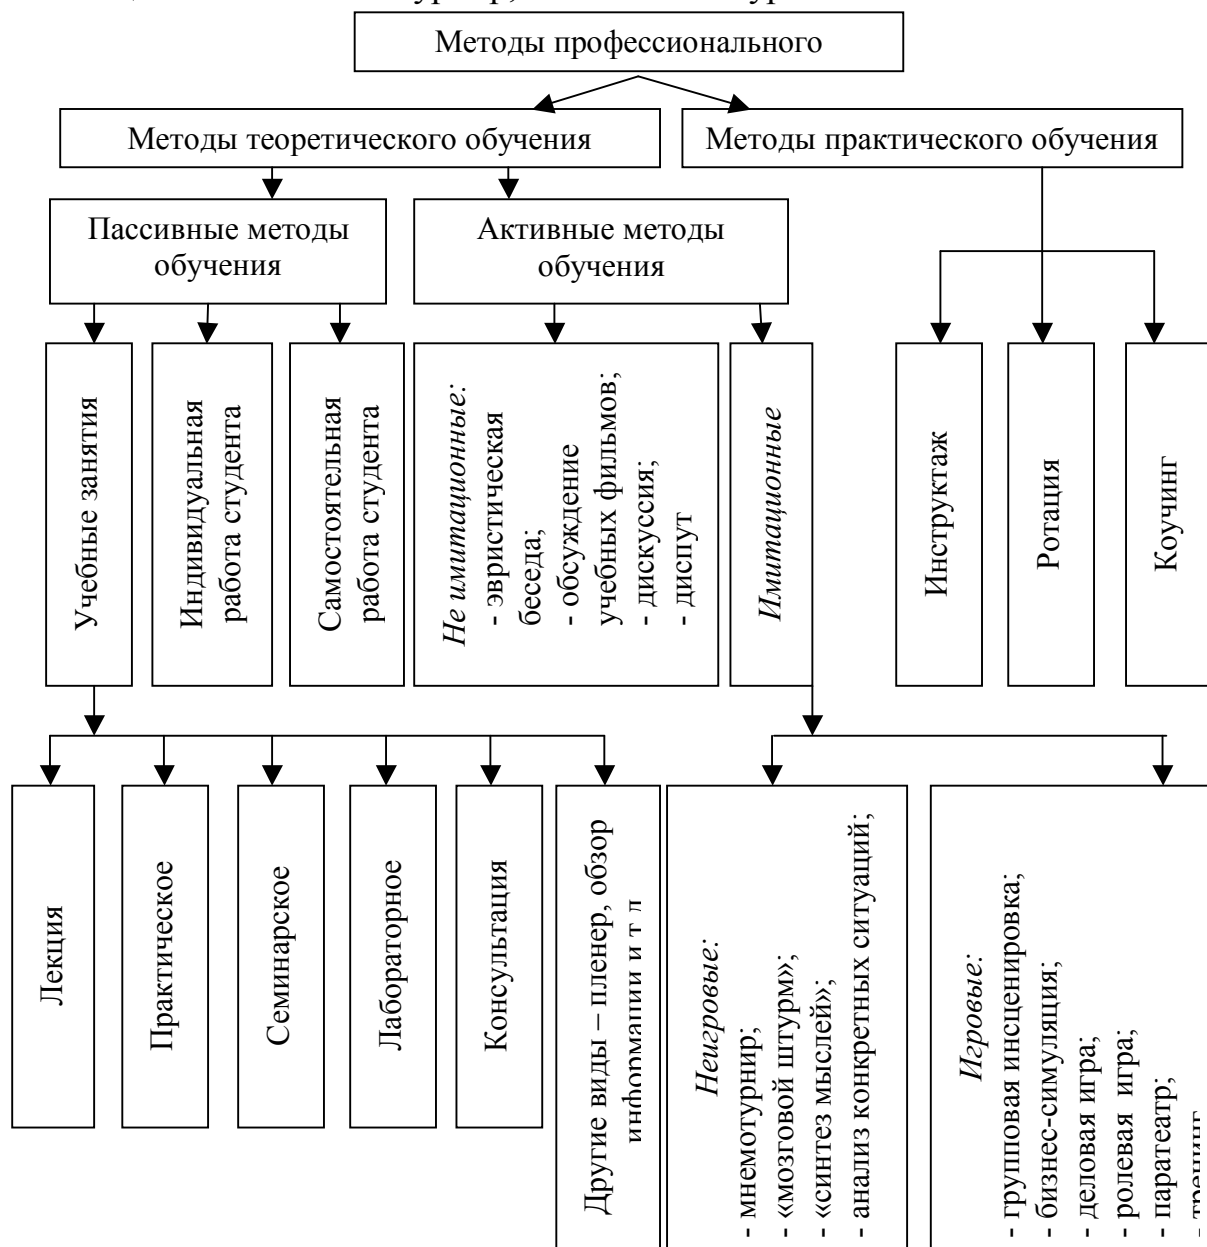 Методы профессионального
Методы теоретического обучения
Методы практического обучения
Пассивные методы
обучения
Активные методы
обучения
Учебные занятия
Индивидуальная
работа студента
Самостоятельная
работа студента
Не имитационные:
- эвристическая
беседа;
- обсуждение
учебных фильмов;
- дискуссия;
- диспут
Имитационные
Инструктаж
Ротация
Коучинг
Лекция
Практическое
Семинарское
Лабораторное
Консультация
Другие виды – пленер, обзор
информации и т д
Неигровые:
- мнемотурнир;
- «мозговой штурм»;
- «синтез мыслей»;
- анализ конкретных ситуаций;
Игровые:
- групповая инсценировка;
- бизнес-симуляция;
- деловая игра;
- ролевая игра;
- паратеатр;
- тренинг